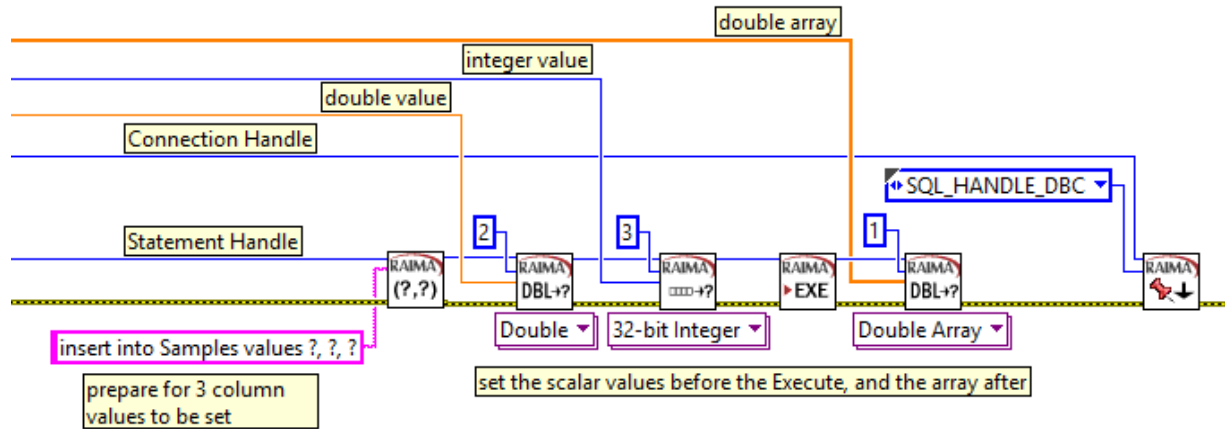 double array
integer value
double value
Connection Handle
SQL_HANDLE_DBC
Statement Handle
2
3
1
RAIMA
(?,?)
RAIMA
DBL→?
RAIMA
→?
RAIMA
EXE
RAIMA
DBL→?
RAIMA
Double
32-bit Integer
Double Array
insert into Samples values ?, ?, ?
prepare for 3 column
values to be set
set the scalar values before the Execute, and the array after